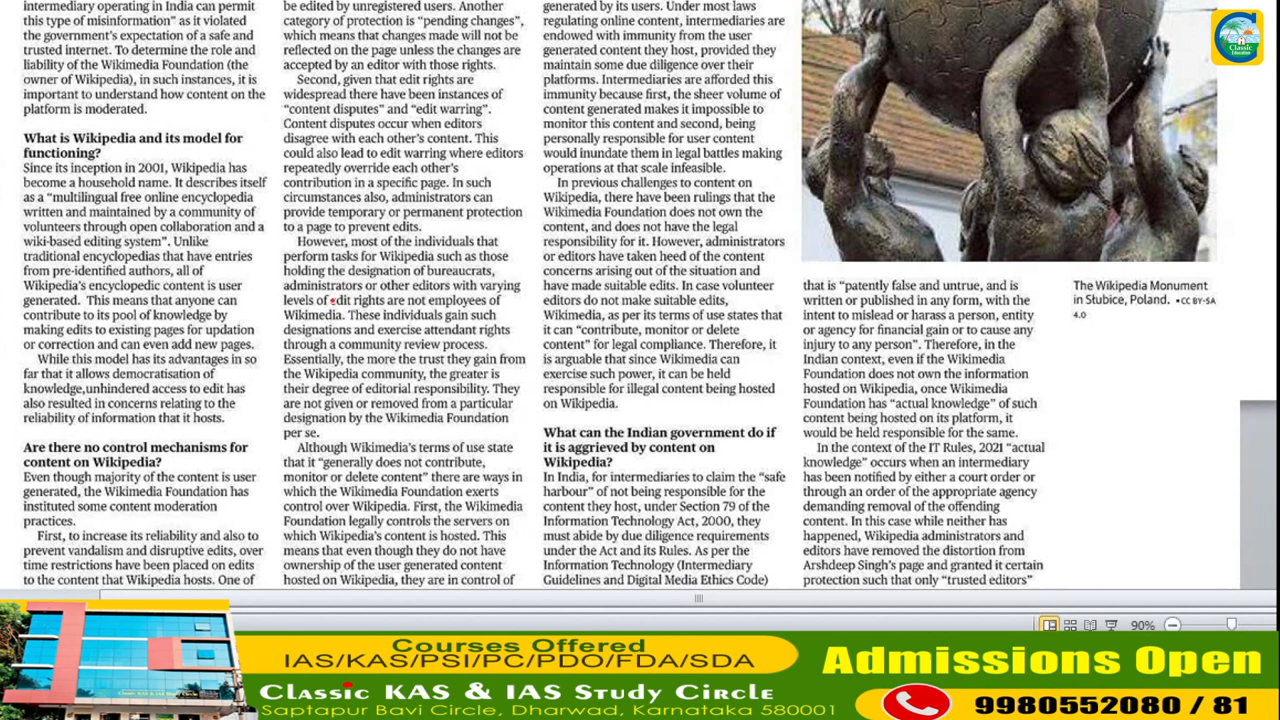 intermediary operating in India can permit
this type of misinformation” as it violated
the government’s expectation of a safe and
trusted internet. To determine the role and
liability of the Wikimedia Foundation (the
owner of Wikipedia), in such instances, it is
important to understand how content on the
platform is moderated.
What is Wikipedia and its model for
functioning?
Since its inception in 2001, Wikipedia has
become a household name. It describes itself
as a “multilingual free online encyclopedia
written and maintained by a community of
volunteers through open collaboration and a
wiki-based editing system”. Unlike
traditional encyclopedias that have entries
from pre-identified authors, all of
Wikipedia’s encyclopedic content is user
generated. This means that anyone can
contribute to its pool of knowledge by
making edits to existing pages for updation
or correction and can even add new pages.
While this model has its advantages in so
far that it allows democratisation of
knowledge,unhindered access to edit has
also resulted in concerns relating to the
reliability of information that it hosts.
Are there no control mechanisms for
content on Wikipedia?
Even though majority of the content is user
generated, the Wikimedia Foundation has
instituted some content moderation
practices.
First, to increase its reliability and also to
prevent vandalism and disruptive edits, over
time restrictions have been placed on edits
to the content that Wikipedia hosts. One of
be edited by unregistered users. Another
category of protection is “pending changes”,
which means that changes made will not be
reflected on the page unless the changes are
accepted by an editor with those rights.
Second, given that edit rights are
widespread there have been instances of
“content disputes” and “edit warring”.
Content disputes occur when editors
disagree with each other’s content. This
could also lead to edit warring where editors
repeatedly override each other’s
contribution in a specific page. In such
circumstances also, administrators can
provide temporary or permanent protection
to a page to prevent edits.
However, most of the individuals that
perform tasks for Wikipedia such as those
holding the designation of bureaucrats,
administrators or other editors with varying
levels of edit rights are not employees of
Wikimedia. These individuals gain such
designations and exercise attendant rights
through a community review process.
Essentially, the more the trust they gain from
the Wikipedia community, the greater is
their degree of editorial responsibility. They
are not given or removed from a particular
designation by the Wikimedia Foundation
per se.
Although Wikimedia’s terms of use state
that it “generally does not contribute,
monitor or delete content” there are ways in
which the Wikimedia Foundation exerts
control over Wikipedia. First, the Wikimedia
Foundation legally controls the servers on
which Wikipedia’s content is hosted. This
means that even though they do not have
ownership of the user generated content
hosted on Wikipedia, they are in control of
generated by its users. Under most laws
regulating online content, intermediaries are
endowed with immunity from the user
generated content they host, provided they
maintain some due diligence over their
platforms. Intermediaries are afforded this
immunity because first, the sheer volume of
content generated makes it impossible to
monitor this content and second, being
personally responsible for user content
would inundate them in legal battles making
operations at that scale infeasible.
In previous challenges to content on
Wikipedia, there have been rulings that the
Wikimedia Foundation does not own the
content, and does not have the legal
responsibility for it. However, administrators
or editors have taken heed of the content
concerns arising out of the situation and
have made suitable edits. In case volunteer
editors do not make suitable edits,
Wikimedia, as per its terms of use states that
it can “contribute, monitor or delete
content” for legal compliance. Therefore, it
is arguable that since Wikimedia can
exercise such power, it can be held
responsible for illegal content being hosted
on Wikipedia.
What can the Indian government do if
it is aggrieved by content on
Wikipedia?
In India, for intermediaries to claim the “safe
harbour” of not being responsible for the
content they host, under Section 79 of the
Information Technology Act, 2000, they
must abide by due diligence requirements
under the Act and its Rules. As per the
Information Technology (Intermediary
Guidelines and Digital Media Ethics Code)
that is “patently false and untrue, and is
written or published in any form, with the
intent to mislead or harass a person, entity
or agency for financial gain or to cause any
injury to any person”. Therefore, in the
Indian context, even if the Wikimedia
Foundation does not own the information
hosted on Wikipedia, once Wikimedia
Foundation has “actual knowledge” of such
content being hosted on its platform, it
would be held responsible for the same.
In the context of the IT Rules, 2021 “actual
knowledge” occurs when an intermediary
has been notified by either a court order or
through an order of the appropriate agency
demanding removal of the offending
content. In this case while neither has
happened, Wikipedia administrators and
editors have removed the distortion from
Arshdeep Singh’s page and granted it certain
protection such that only “trusted editors”
The Wikipedia Monument
in Stubice, Poland. ▪CC BY-SA
4.0
Classic
Education
90%
Courses Offered
IAS/KAS/PSI/PC/PDO/FDA/SDA
Classic KAS & IAS Study Circle
Saptapur Bavi Circle, Dharwad, Karnataka 580001
Admissions Open
9980552080 / 81
Classic KAS & IAS Study Circle